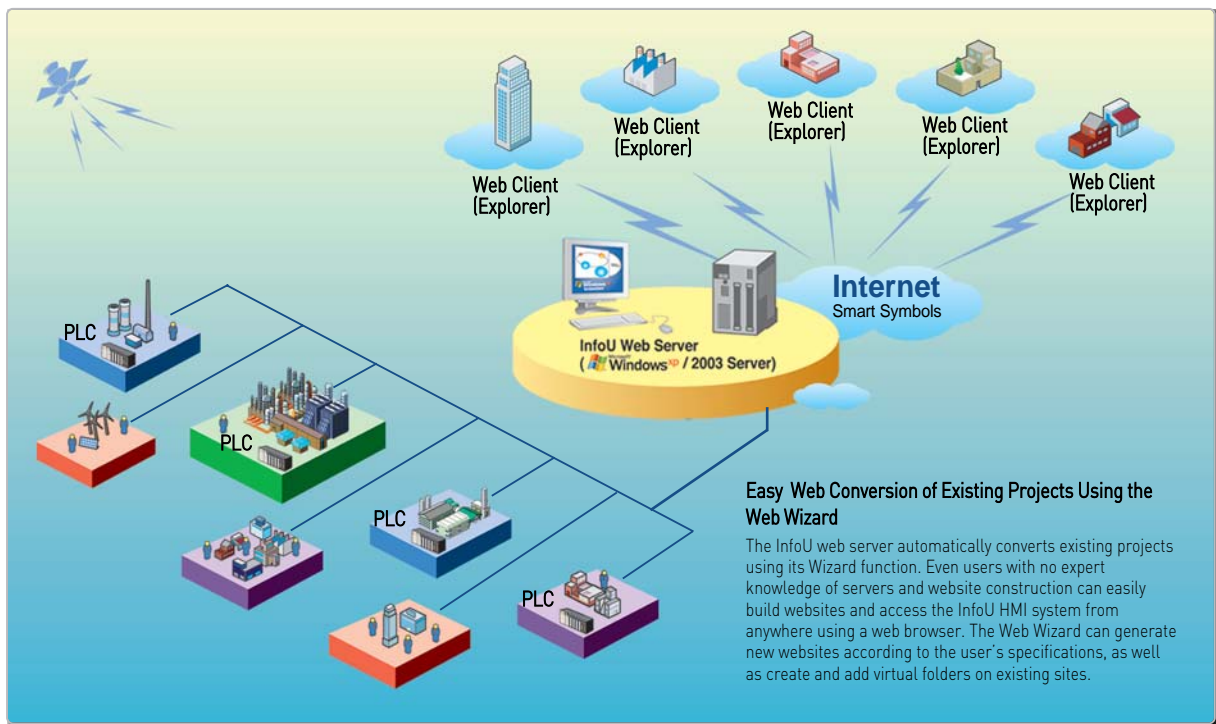 Web Client
(Explorer)
Web Client
(Explorer)
Web Client
(Explorer)
Web Client
(Explorer)
Web Client
(Explorer)
Internet
Smart Symbols
InfoU Web Server
( Microsoft Windows xp / 2003 Server)
PLC
PLC
PLC
PLC
Easy Web Conversion of Existing Projects Using the
Web Wizard
The InfoU web server automatically converts existing projects
using its Wizard function. Even users with no expert
knowledge of servers and website construction can easily
build websites and access the InfoU HMI system from
anywhere using a web browser. The Web Wizard can generate
new websites according to the user's specifications, as well
as create and add virtual folders on existing sites.